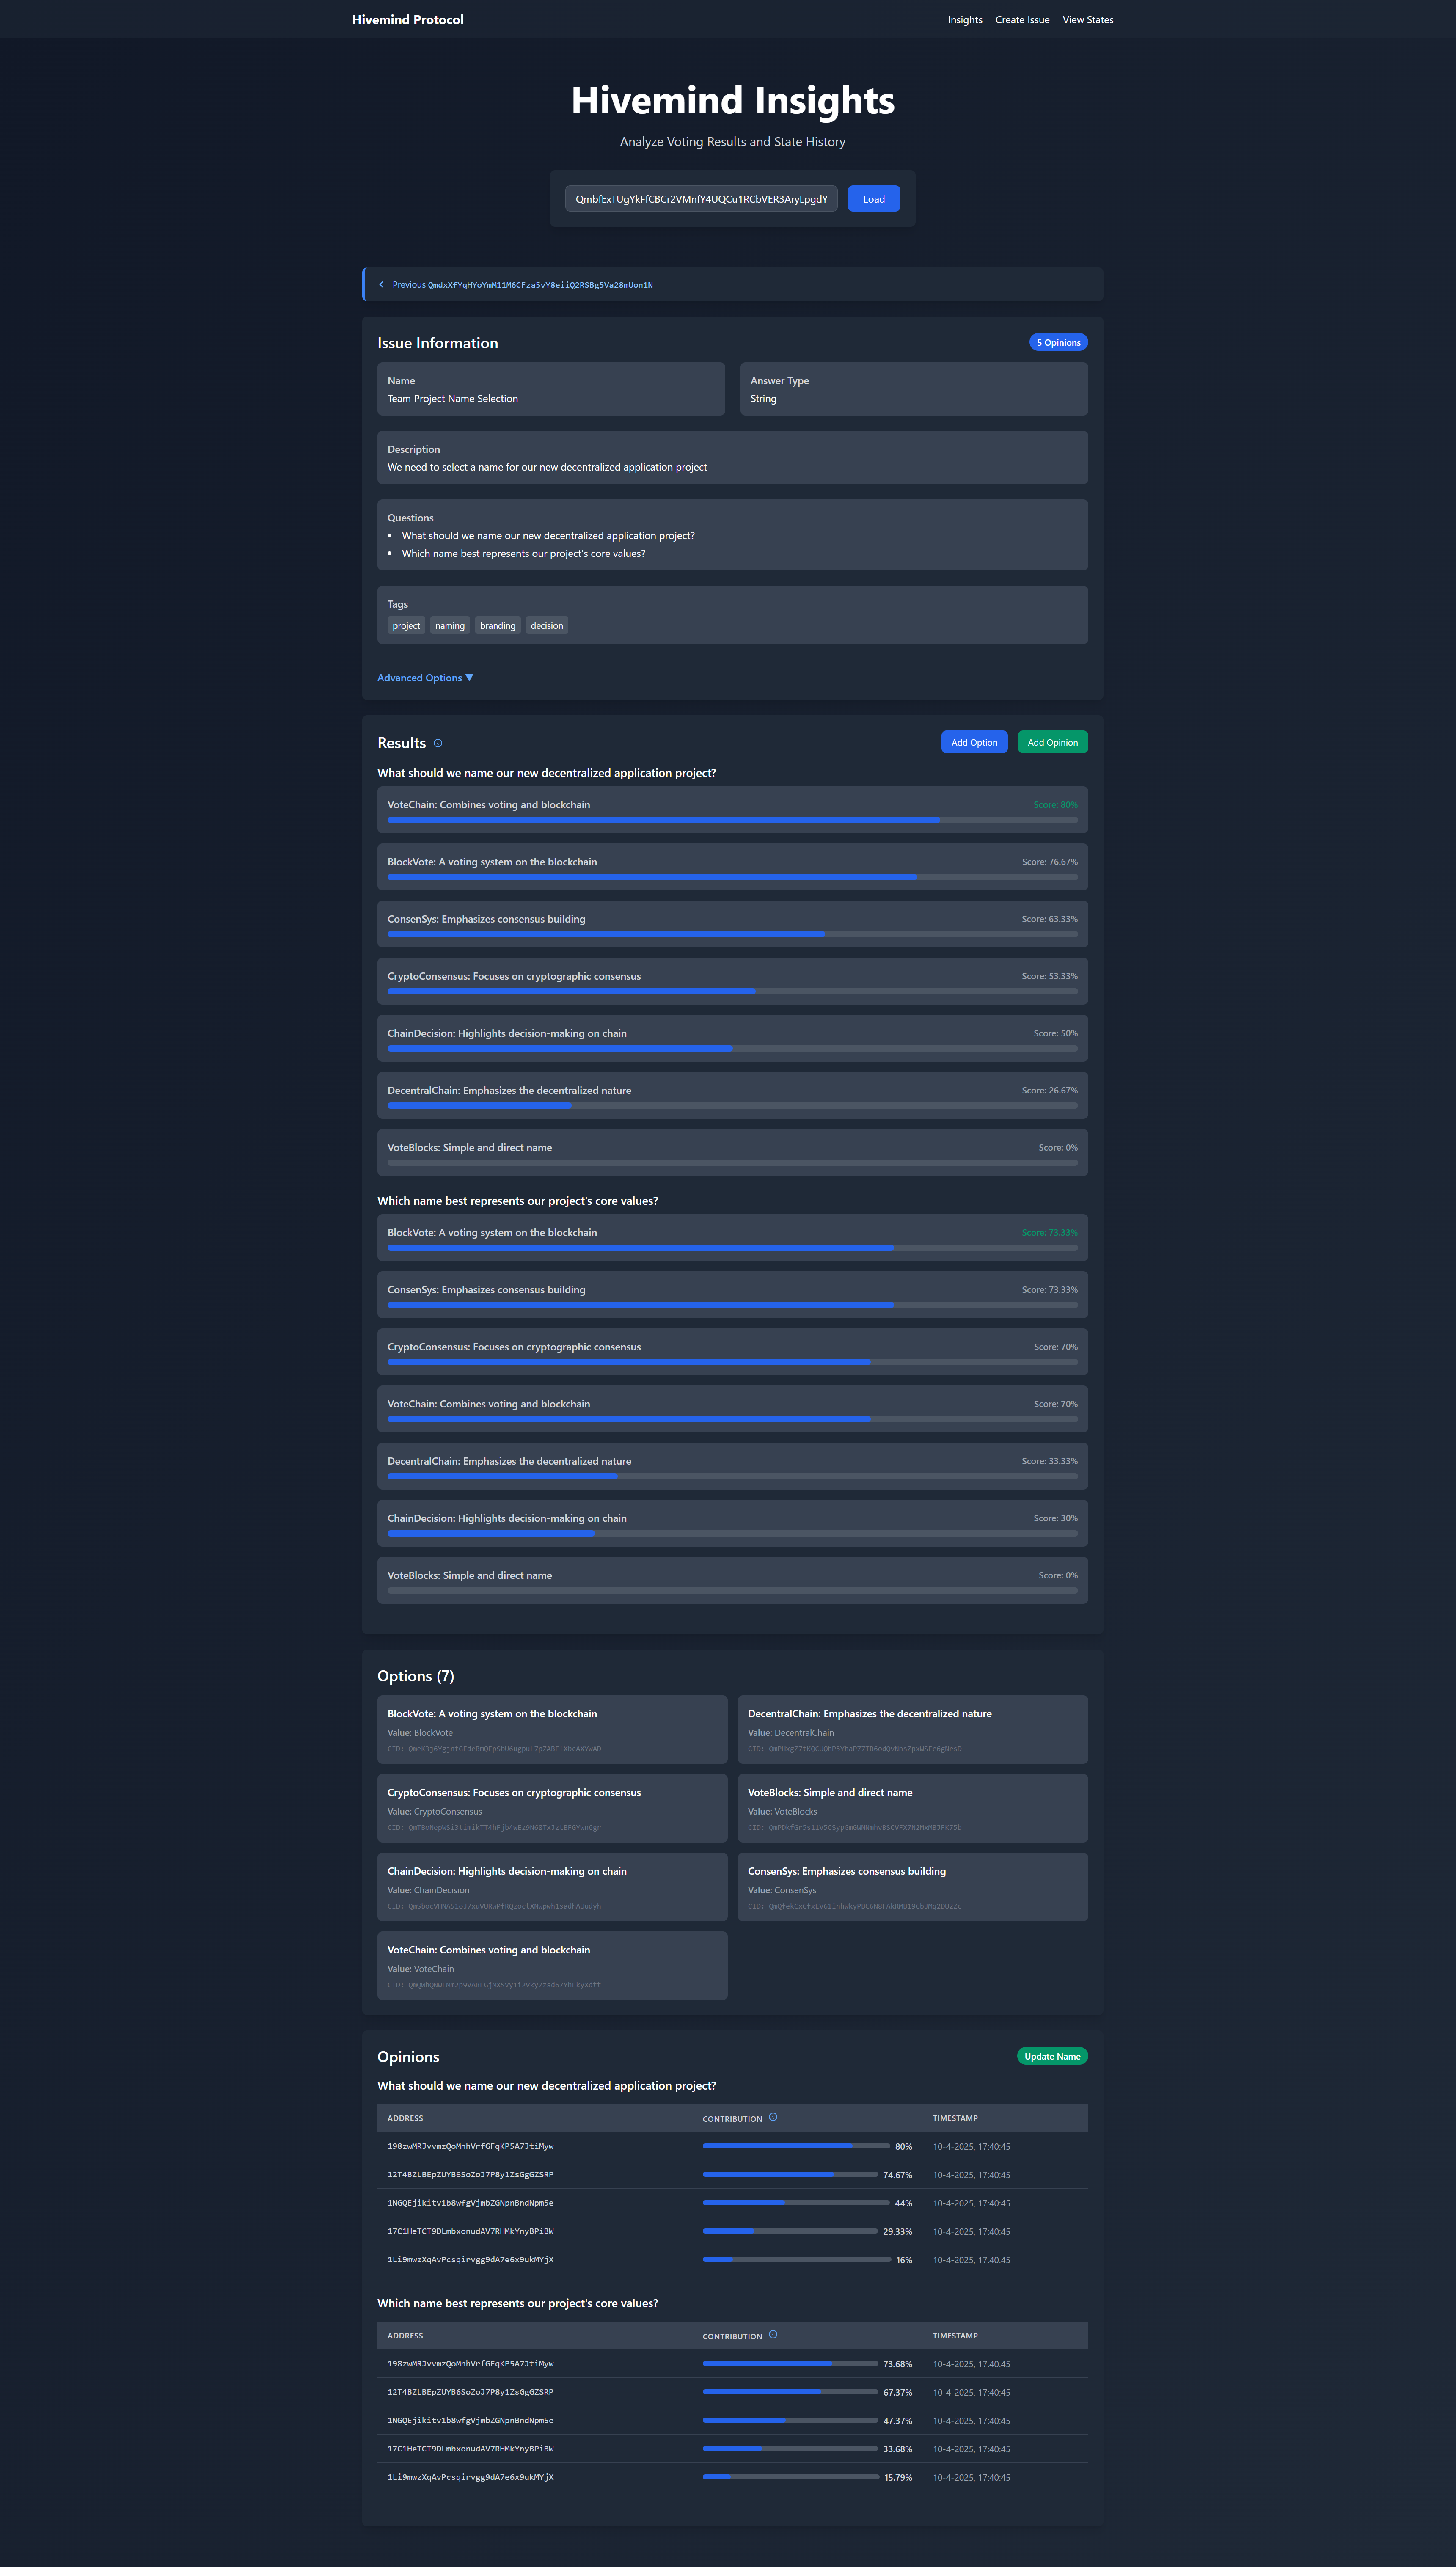 Hivemind Protocol
Insights
Create Issue
View States
Hivemind Insights
Analyze Voting Results and State History
QmbfExTUgYkFfCBCr2VMnfY4UQCu1RCbVER3AryLpgdY
Load
Previous QmdxXfYqHYoYmM11M6CFza5vY8eiiQ2RSBg5Va28mUon1N
Issue Information
5 Opinions
Name
Team Project Name Selection
Answer Type
String
Description
We need to select a name for our new decentralized application project
Questions
What should we name our new decentralized application project?
Which name best represents our project's core values?
Tags
project naming branding decision
Advanced Options ▼
Results
Add Option
Add Opinion
What should we name our new decentralized application project?
VoteChain: Combines voting and blockchain
Score: 80%
BlockVote: A voting system on the blockchain
Score: 76.67%
ConsenSys: Emphasizes consensus building
Score: 63.33%
CryptoConsensus: Focuses on cryptographic consensus
Score: 53.33%
ChainDecision: Highlights decision-making on chain
Score: 50%
DecentralChain: Emphasizes the decentralized nature
Score: 26.67%
VoteBlocks: Simple and direct name
Score: 0%
Which name best represents our project's core values?
BlockVote: A voting system on the blockchain
Score: 73.33%
ConsenSys: Emphasizes consensus building
Score: 73.33%
CryptoConsensus: Focuses on cryptographic consensus
Score: 70%
VoteChain: Combines voting and blockchain
Score: 70%
DecentralChain: Emphasizes the decentralized nature
Score: 33.33%
ChainDecision: Highlights decision-making on chain
Score: 30%
VoteBlocks: Simple and direct name
Score: 0%
Options (7)
BlockVote: A voting system on the blockchain
Value: BlockVote
CID:
DecentralChain: Emphasizes the decentralized nature
Value: DecentralChain
CID:
CryptoConsensus: Focuses on cryptographic consensus
Value: CryptoConsensus
CID:
VoteBlocks: Simple and direct name
Value: VoteBlocks
CID:
ChainDecision: Highlights decision-making on chain
Value: ChainDecision
CID:
ConsenSys: Emphasizes consensus building
Value: ConsenSys
CID:
VoteChain: Combines voting and blockchain
Value: VoteChain
CID:
Opinions
Update Name
What should we name our new decentralized application project?
ADDRESS CONTRIBUTION TIMESTAMP
198zwMRJvvmzQoMnhVrfGFqKP5A7JtiMyw 80% 10-4-2025, 17:40:45
12T4BZLBEpZUYB6SoZoJ7P8y1ZsGgGZSRP 74.67% 10-4-2025, 17:40:45
1NGQEjikitv1b8wfgVjmbZGNpnBndNpm5e 44% 10-4-2025, 17:40:45
17C1HeTCT9DLmbxonudAV7RHMkYnyBPiBW 29.33% 10-4-2025, 17:40:45
1Li9mwzXqAvPcsqirvgg9dA7e6x9ukMYjX 16% 10-4-2025, 17:40:45
Which name best represents our project's core values?
ADDRESS CONTRIBUTION TIMESTAMP
198zwMRJvvmzQoMnhVrfGFqKP5A7JtiMyw 73.68% 10-4-2025, 17:40:45
12T4BZLBEpZUYB6SoZoJ7P8y1ZsGgGZSRP 67.37% 10-4-2025, 17:40:45
1NGQEjikitv1b8wfgVjmbZGNpnBndNpm5e 47.37% 10-4-2025, 17:40:45
17C1HeTCT9DLmbxonudAV7RHMkYnyBPiBW 33.68% 10-4-2025, 17:40:45
1Li9mwzXqAvPcsqirvgg9dA7e6x9ukMYjX 15.79% 10-4-2025, 17:40:45